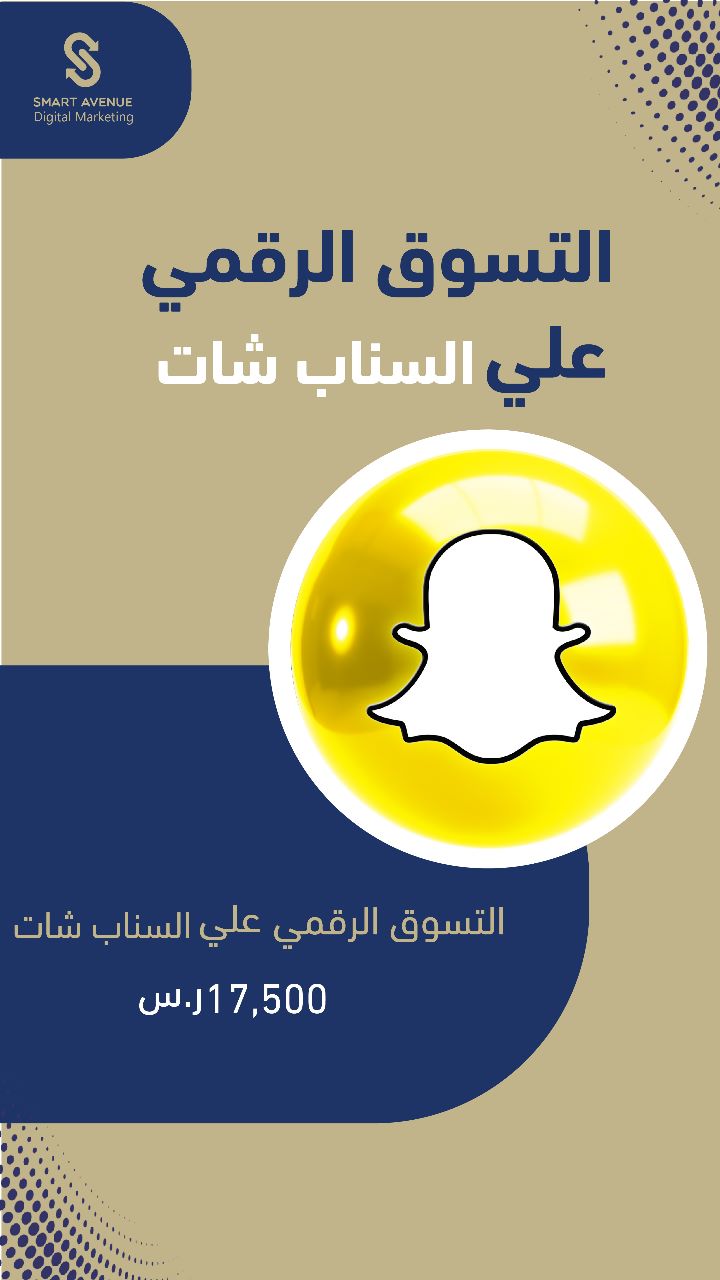 SMART AVENUE
Digital Marketing
التسوق الرقمي
علي السناب شات
التسوق الرقمي علي السناب شات
17,500ر.س